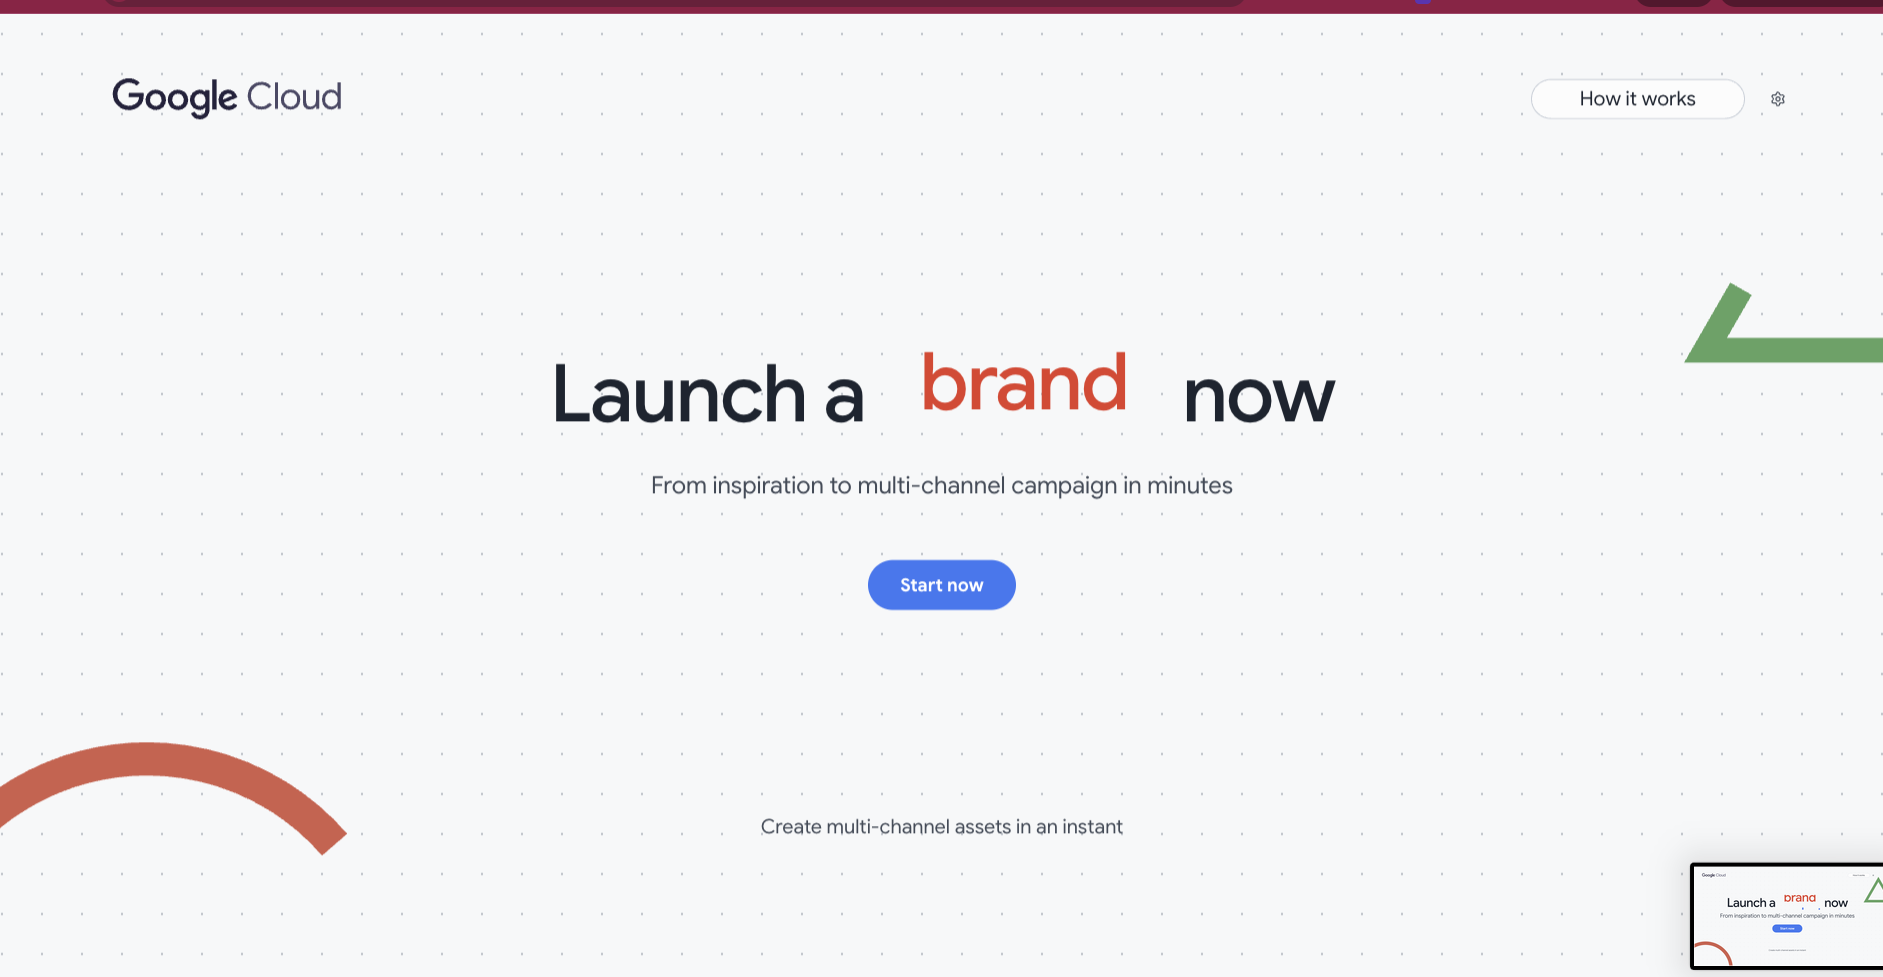 Google Cloud
How it works
Launch a brand now
From inspiration to multi-channel campaign in minutes
Start now
Create multi-channel assets in an instant
Google Cloud
Launch a brand now
From inspiration to multi-channel campaign in minutes
Start now